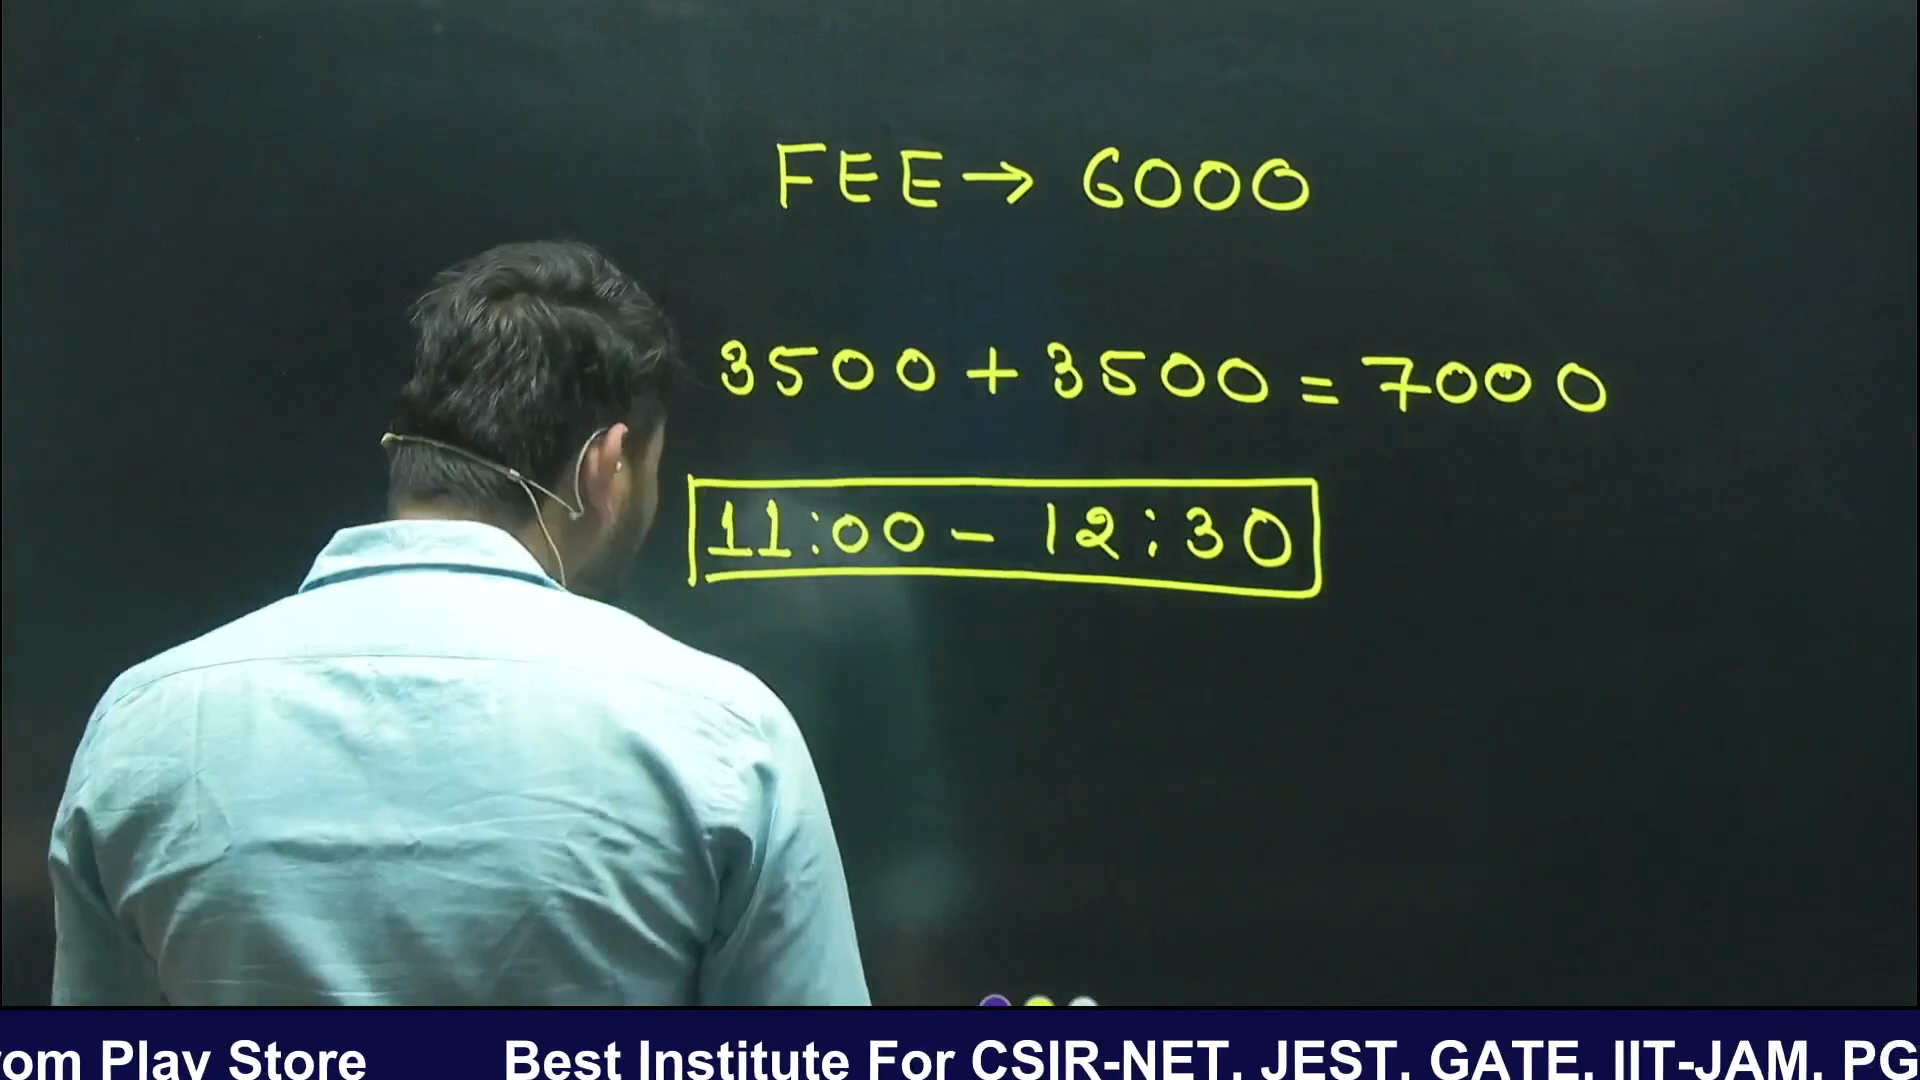 FEE → 6000
3500 + 3500 = 7000
11:00 – 12:30
rom Play Store Best Institute For CSIR-NET, JEST, GATE, IIT-JAM, PG